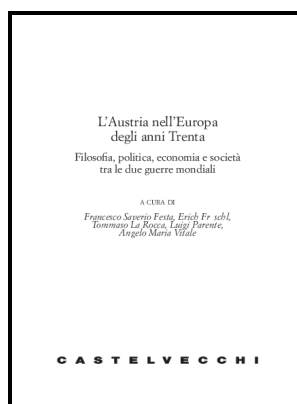 L'Austria nell'Europa
degli anni Trenta
Filosofia, politica, economia e società
tra le due guerre mondiali
A CURA DI
Francesco Saverio Festa, Erich Fr schl,
Tommaso La Rocca, Luigi Parente,
Angelo Maria Vitale
CASTELVECCHI